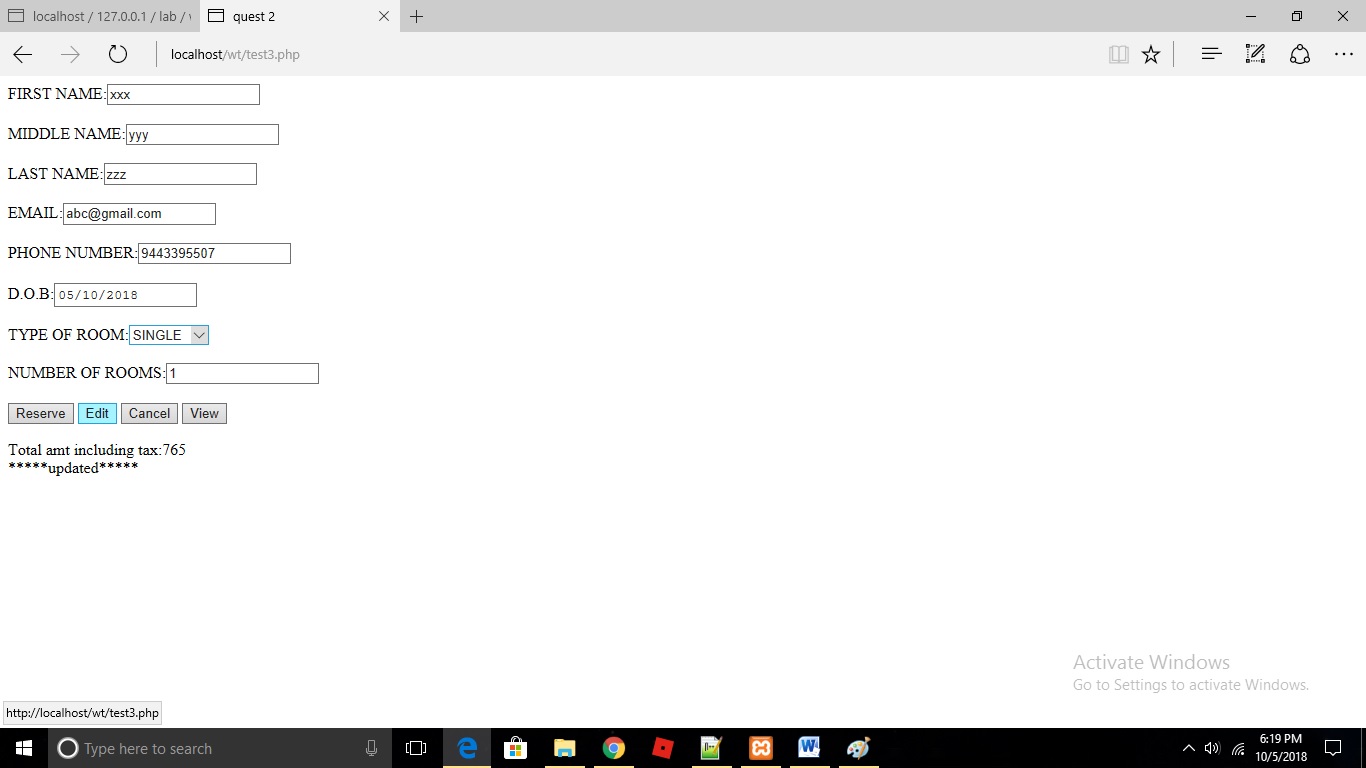 localhost / 127.0.0.1 / lab /
quest 2
localhost/wt/test3.php
FIRST NAME:xxx
MIDDLE NAME:yyy
LAST NAME:zzz
EMAIL:abc@gmail.com
PHONE NUMBER:9443395507
D.O.B:05/10/2018
TYPE OF ROOM:SINGLE
NUMBER OF ROOMS:1
Reserve Edit Cancel View
Total amt including tax:765
*****updated*****
Activate Windows
Go to Settings to activate Windows.
http://localhost/wt/test3.php
Type here to search
6:19 PM
10/5/2018